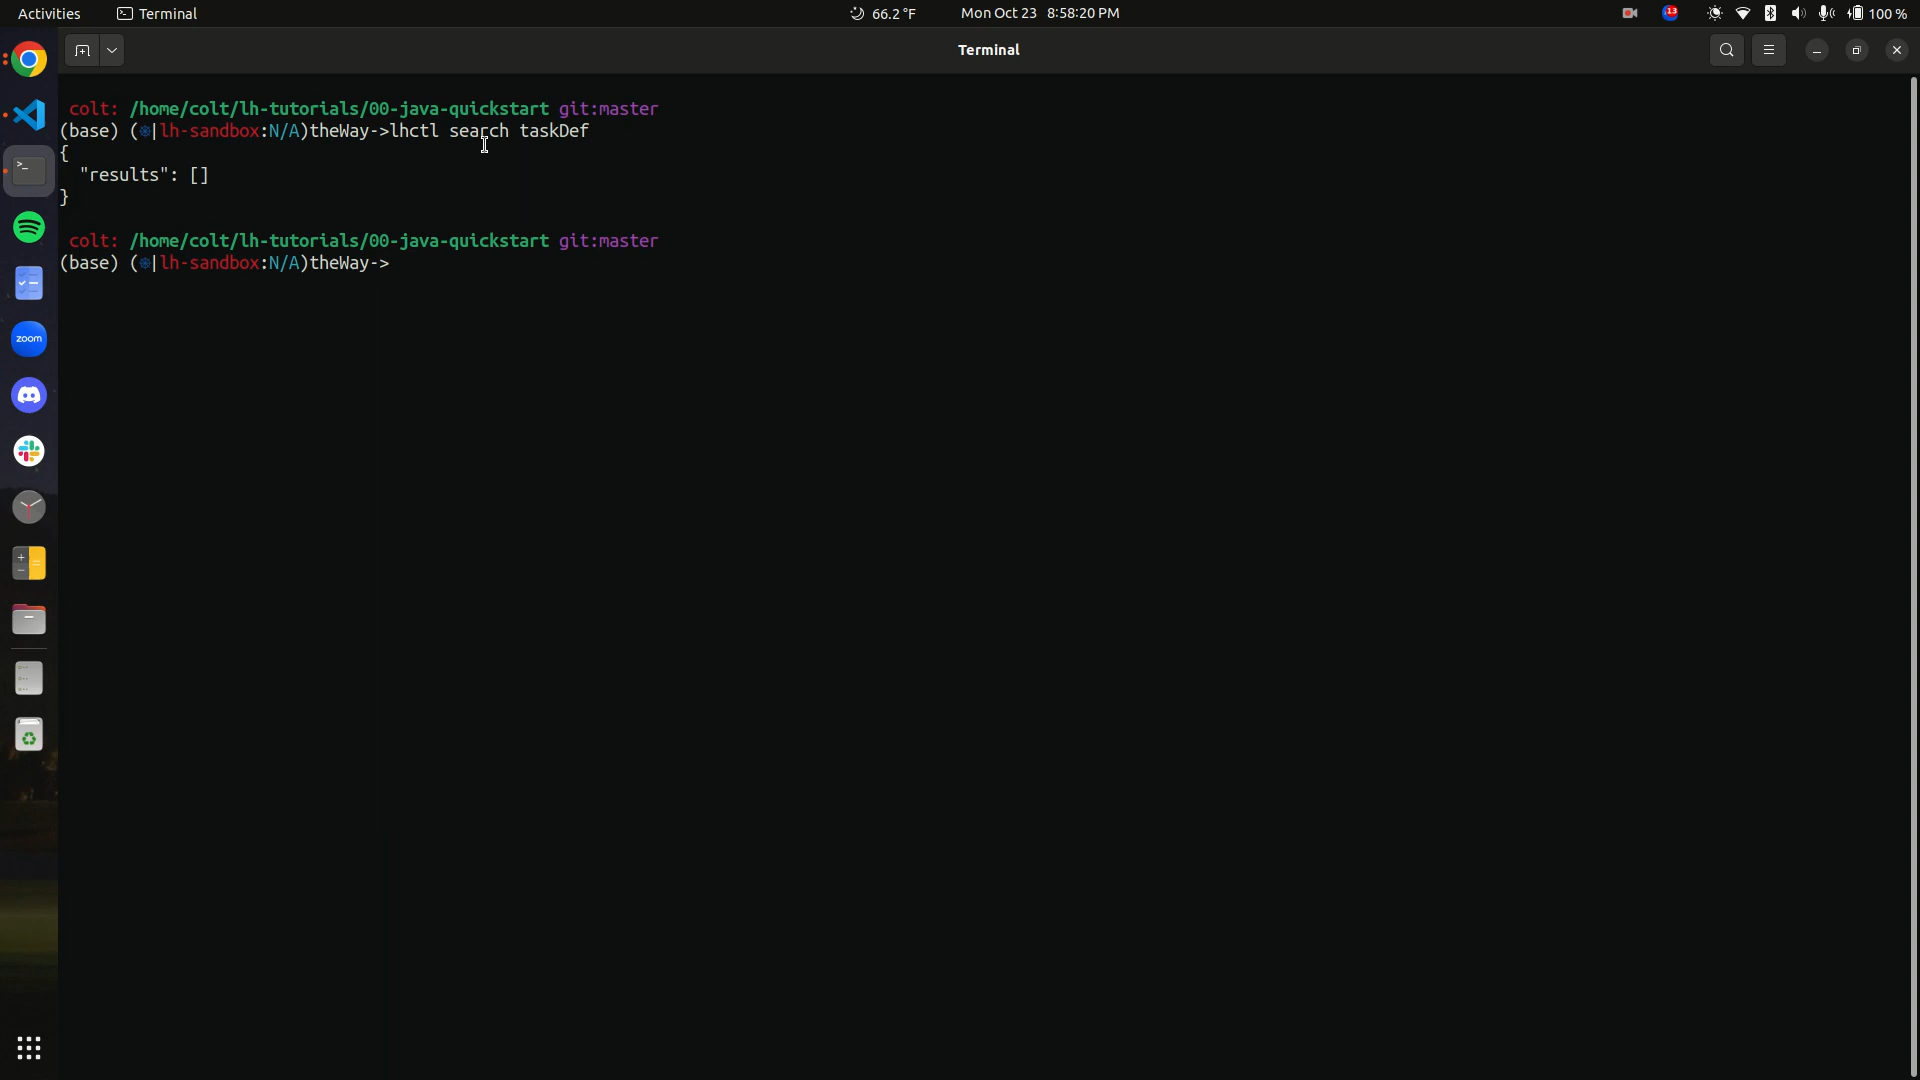 Activities
Terminal
66.2 °F
Mon Oct 23 8:58:20 PM
13
100 %
Terminal
colt: /home/colt/lh-tutorials/00-java-quickstart git:master
(base) (⎈|lh-sandbox:N/A)theWay->lhctl search taskDef
{
"results": []
}
colt: /home/colt/lh-tutorials/00-java-quickstart git:master
(base) (⎈|lh-sandbox:N/A)theWay->
zoom